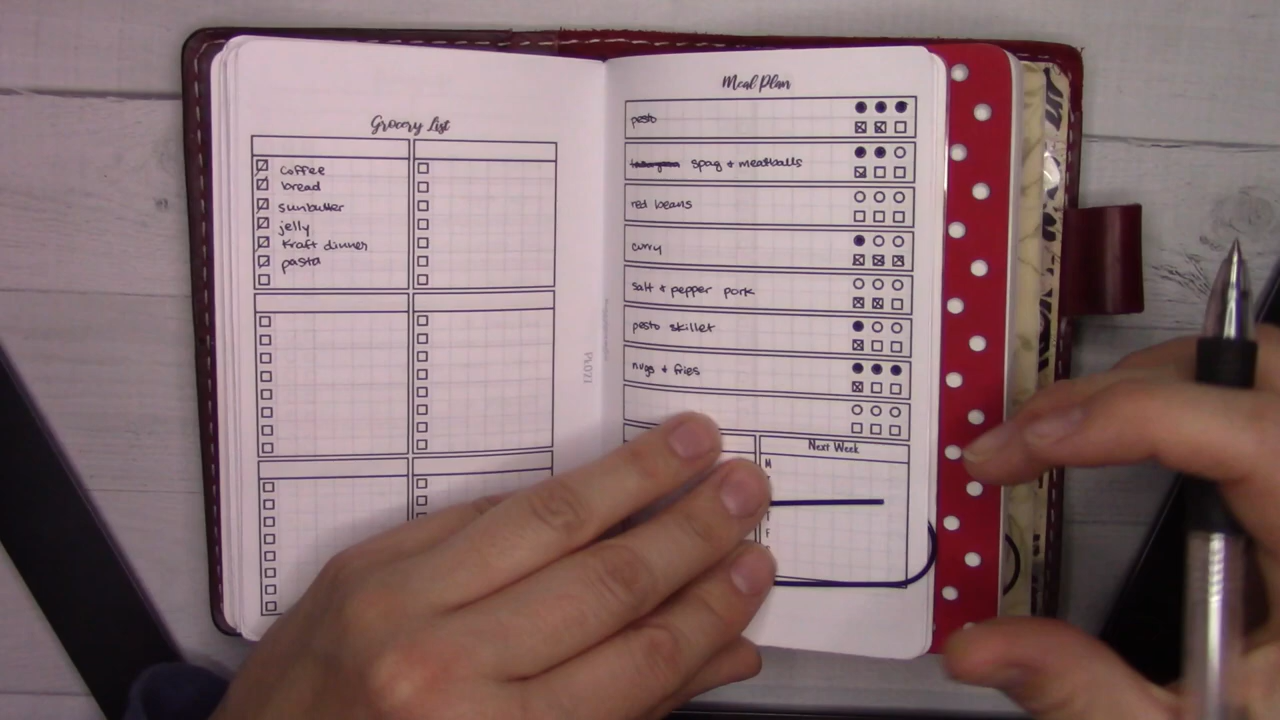 Grocery List
coffee
bread
sunbutter
jelly
Kraft dinner
pasta
PL021
Meal Plan
pesto
spag + meatballs
red beans
curry
salt + pepper pork
pesto skillet
nugs + fries
Next Week
M
T
F